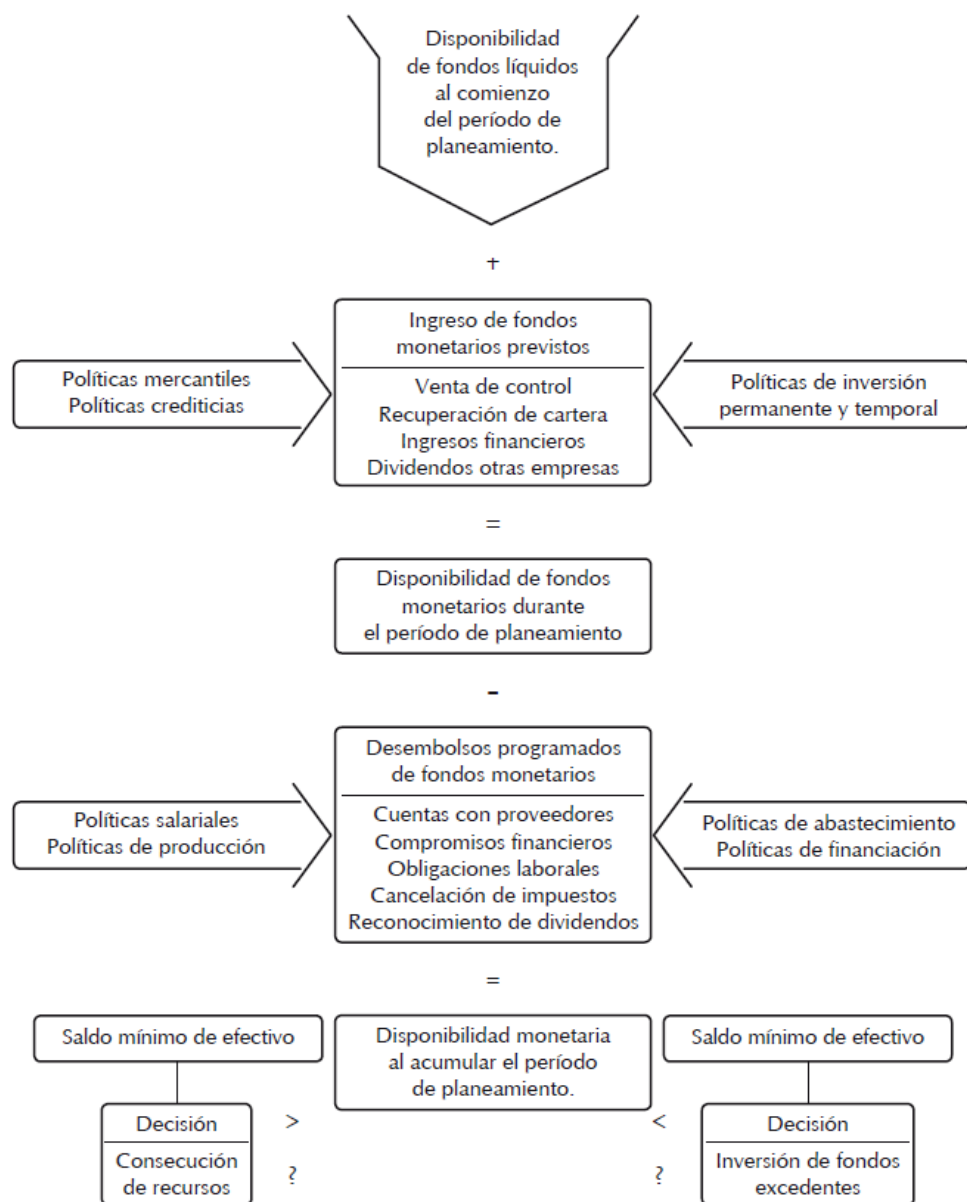 Disponibilidad
de fondos líquidos
al comienzo
del período de
planeamiento.
+
Ingreso de fondos
monetarios previstos
Políticas mercantiles
Políticas crediticias
Venta de control
Recuperación de cartera
Ingresos financieros
Dividendos otras empresas
Políticas de inversión
permanente y temporal
=
Disponibilidad de fondos
monetarios durante
el período de planeamiento
-
Desembolsos programados
de fondos monetarios
Políticas salariales
Políticas de producción
Cuentas con proveedores
Compromisos financieros
Obligaciones laborales
Cancelación de impuestos
Reconocimiento de dividendos
Políticas de abastecimiento
Políticas de financiación
=
Saldo mínimo de efectivo
Disponibilidad monetaria
al acumular el período
de planeamiento.
Saldo mínimo de efectivo
Decisión
Consecución
de recursos
>
?
<
?
Decisión
Inversión de fondos
excedentes